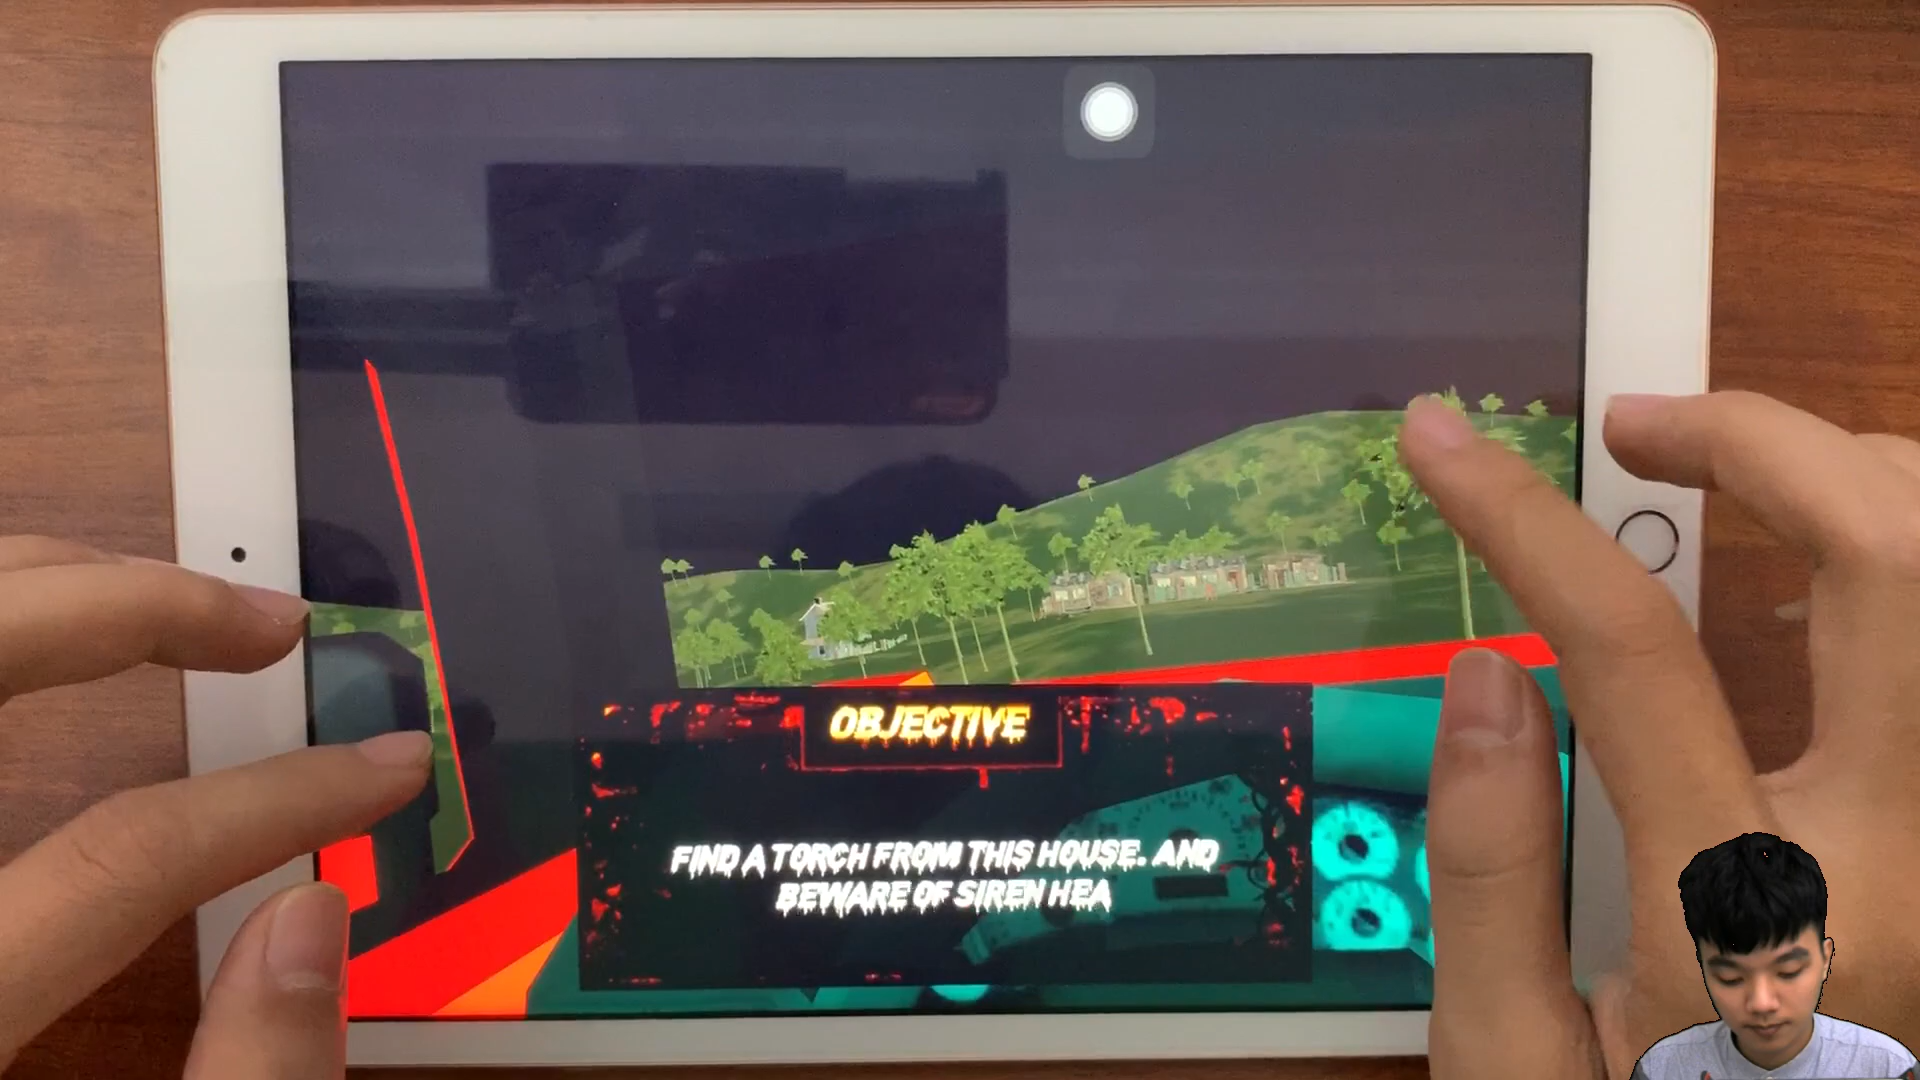 OBJECTIVE
FIND A TORCH FROM THIS HOUSE. AND
BEWARE OF SIREN HEA